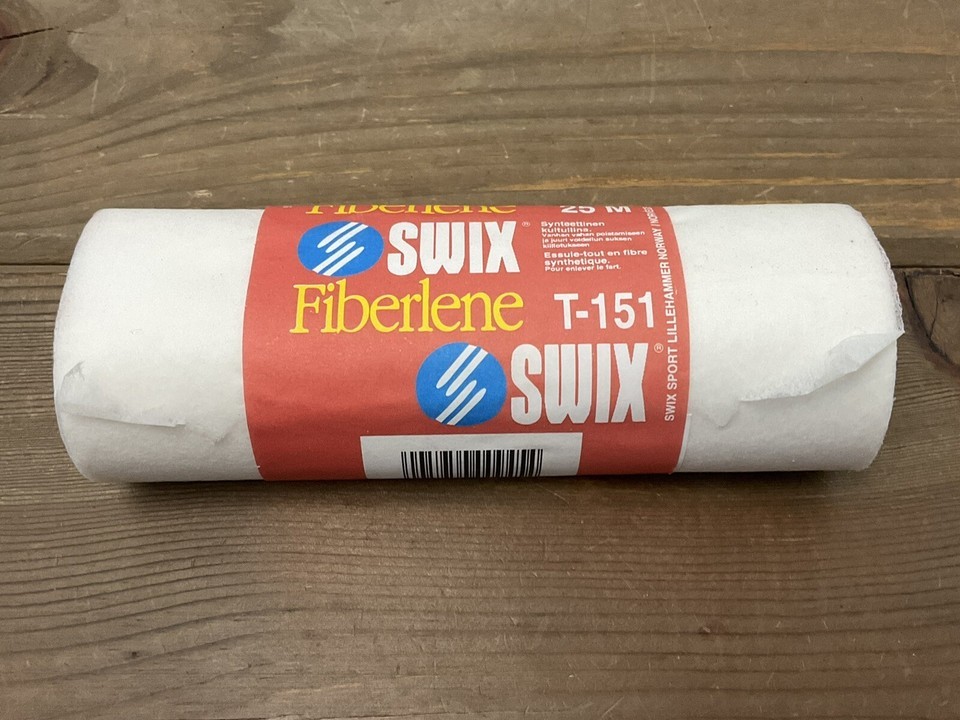 Fiberlene
25 M
SWIX®
Synteettinen
kuituliina.
Essuie-tout en fibre
synthetique.
Pour enlever le fart.
Fiberlene T-151
SWIX®
SWIX SPORT LILLEHAMMER NORWAY /